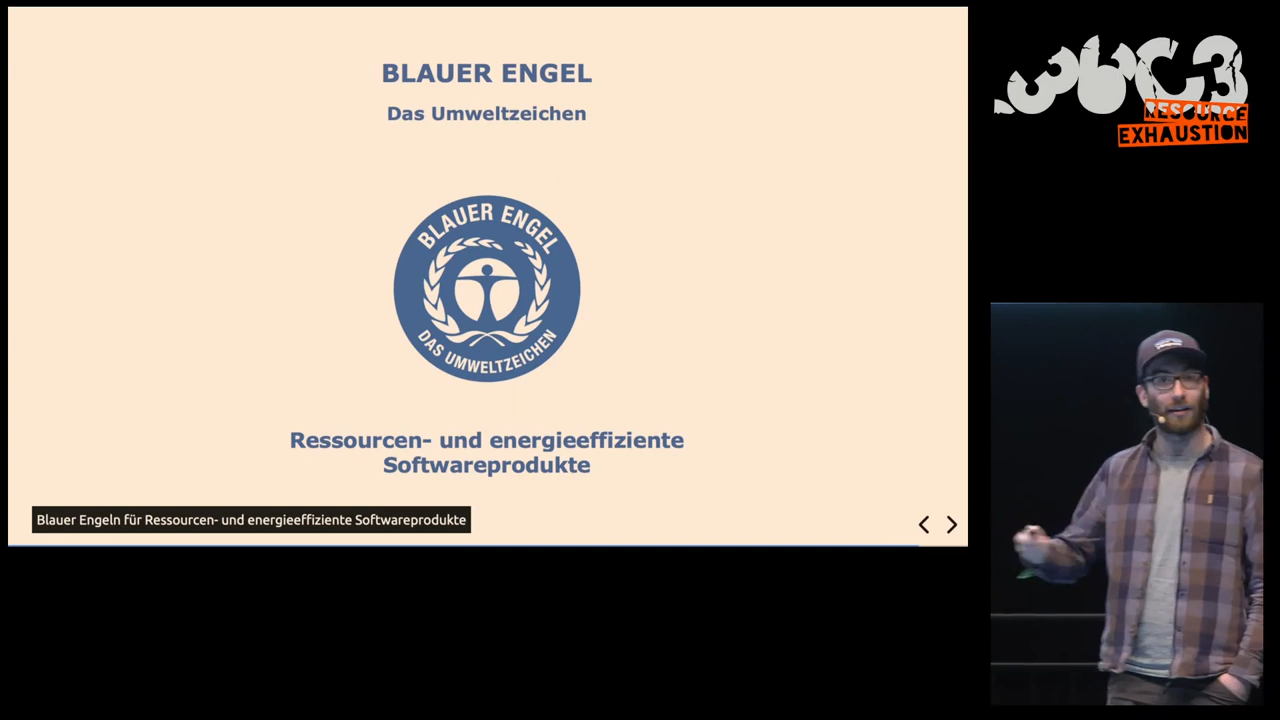 BLAUER ENGEL
Das Umweltzeichen
BLAUER ENGEL
DAS UMWELTZEICHEN
Ressourcen- und energieeffiziente
Softwareprodukte
Blauer Engeln für Ressourcen- und energieeffiziente Softwareprodukte
36C3
RESOURCE
EXHAUSTION